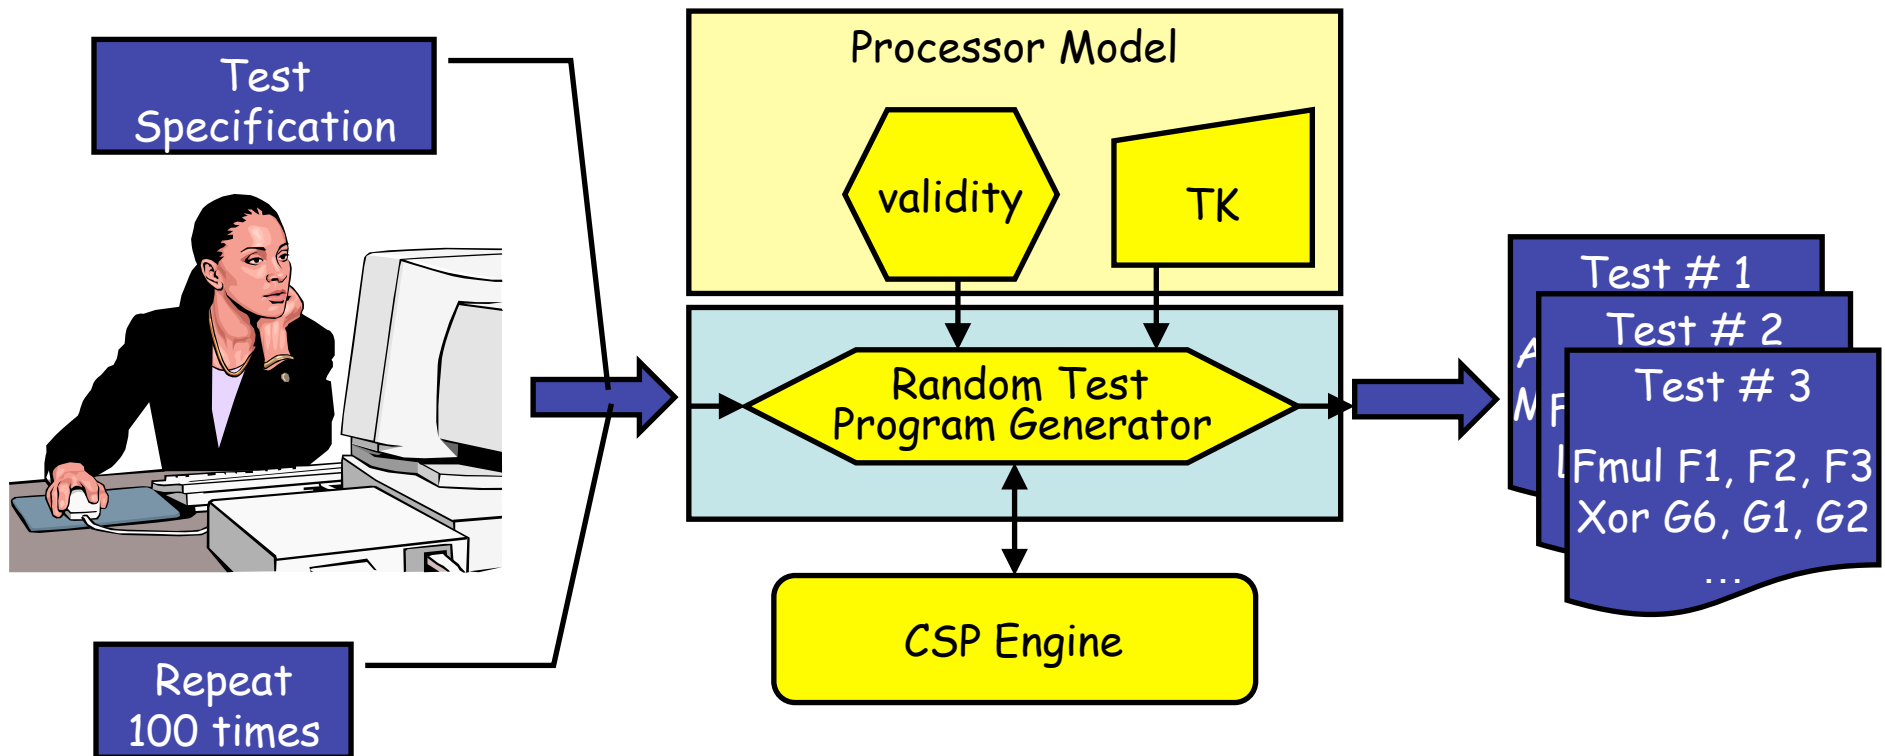 Test
Specification
Processor Model
validity
TK
Random Test
Program Generator
CSP Engine
Repeat
100 times
Test # 1
Test # 2
Test # 3
Fmul F1, F2, F3
Xor G6, G1, G2
...